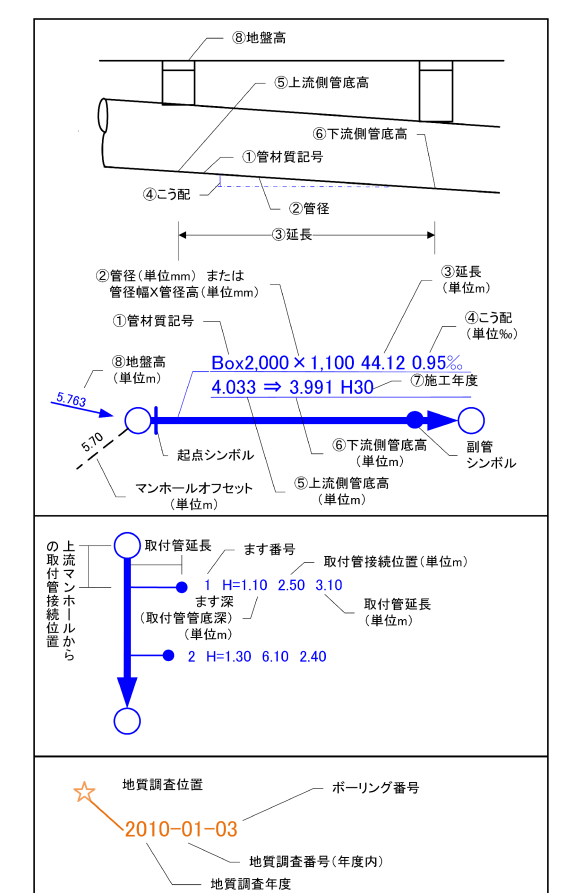 ⑧地盤高
⑤上流側管底高
⑥下流側管底高
①管材質記号
④こう配
②管径
③延長
②管径(単位mm) または
管径幅X管径高(単位mm)
③延長
(単位m)
①管材質記号
④こう配
(単位‰)
⑧地盤高
(単位m)
Box2,000×1,100 44.12 0.95‰
4.033 ⇒ 3.991 H30
⑦施工年度
5.763
5.70
起点シンボル
⑥下流側管底高
(単位m)
副管
シンボル
マンホールオフセット
(単位m)
⑤上流側管底高
(単位m)
上流マンホールから
の取付管接続位置
取付管延長
ます番号
取付管接続位置(単位m)
1 H=1.10 2.50 3.10
ます深
(取付管管底深)
(単位m)
取付管延長
(単位m)
2 H=1.30 6.10 2.40
地質調査位置
ボーリング番号
2010-01-03
地質調査番号(年度内)
地質調査年度